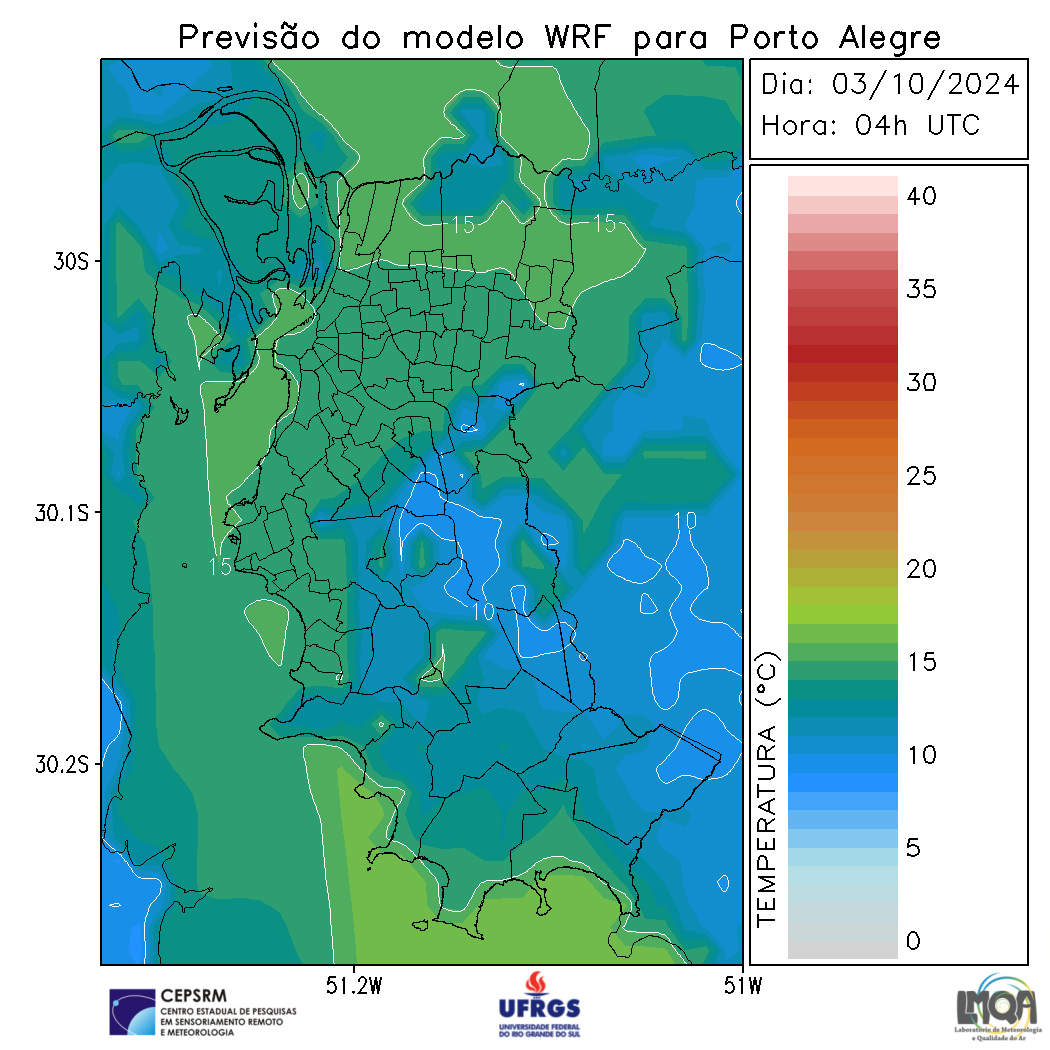 Previsão do modelo WRF para Porto Alegre
Dia: 03/10/2024
Hora: 04h UTC
40
35
30
25
20
15
10
5
0
TEMPERATURA (°C)
30S
30.1S
30.2S
51.2W
51W
15
15
15
10
10
CEPSRM
CENTRO ESTADUAL DE PESQUISAS
EM SENSORIAMENTO REMOTO
E METEOROLOGIA
UFRGS
UNIVERSIDADE FEDERAL
DO RIO GRANDE DO SUL
LMQA
Laboratório de Meteorologia
e Qualidade do Ar